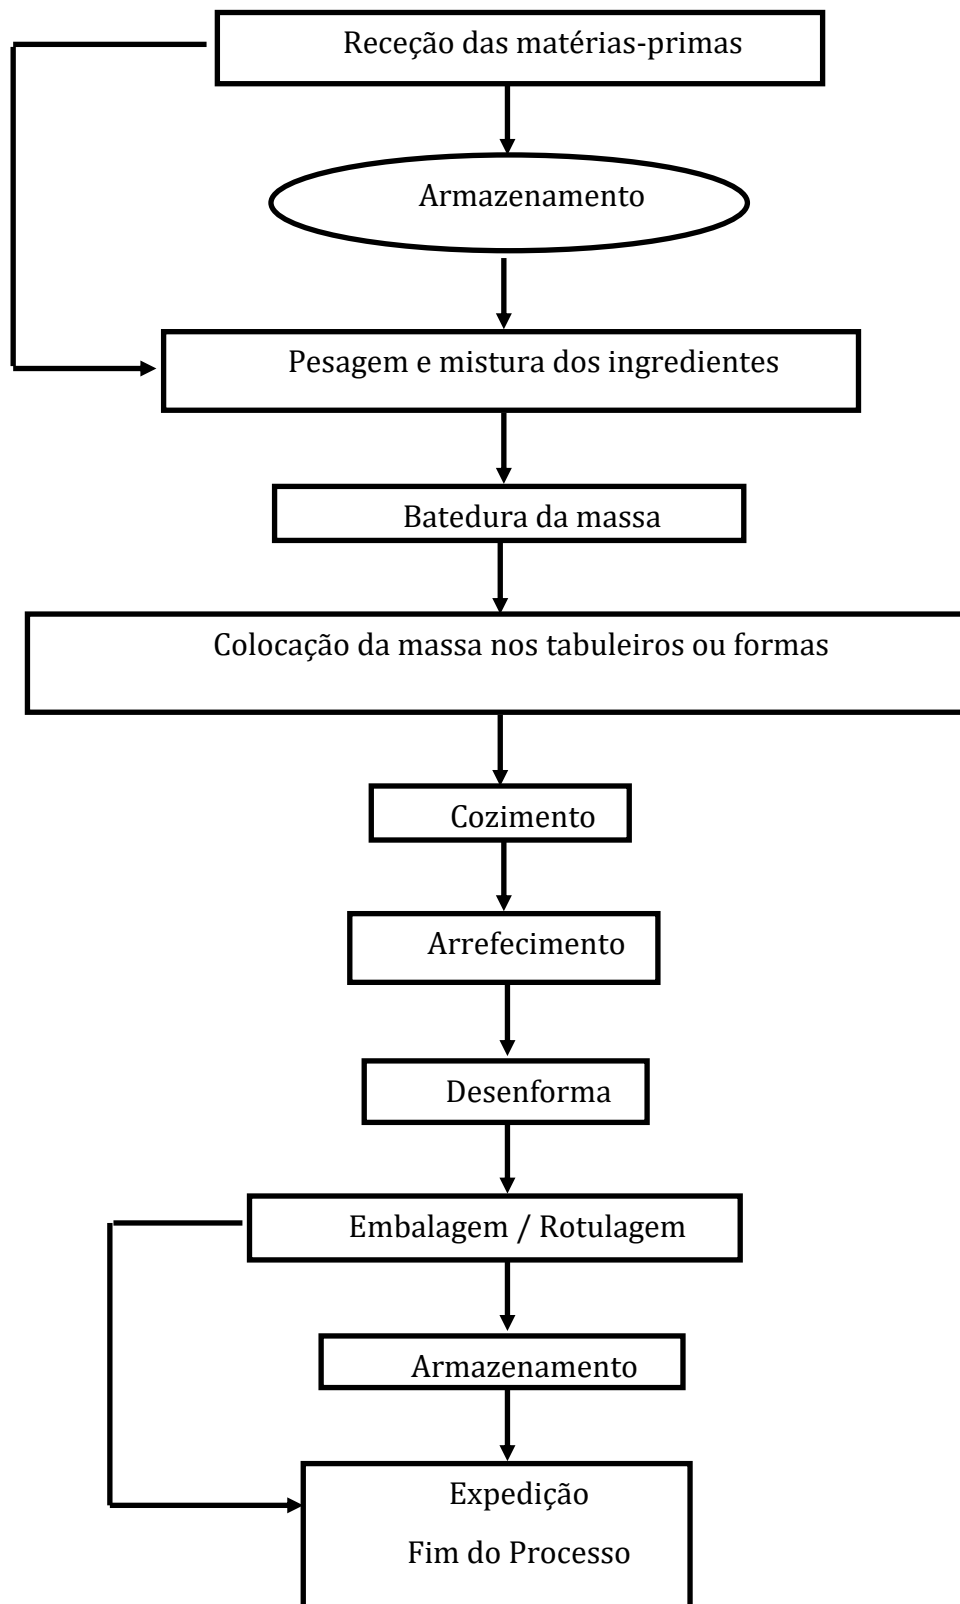 Receção das matérias-primas
Armazenamento
Pesagem e mistura dos ingredientes
Batedura da massa
Colocação da massa nos tabuleiros ou formas
Cozimento
Arrefecimento
Desenforma
Embalagem / Rotulagem
Armazenamento
Expedição
Fim do Processo